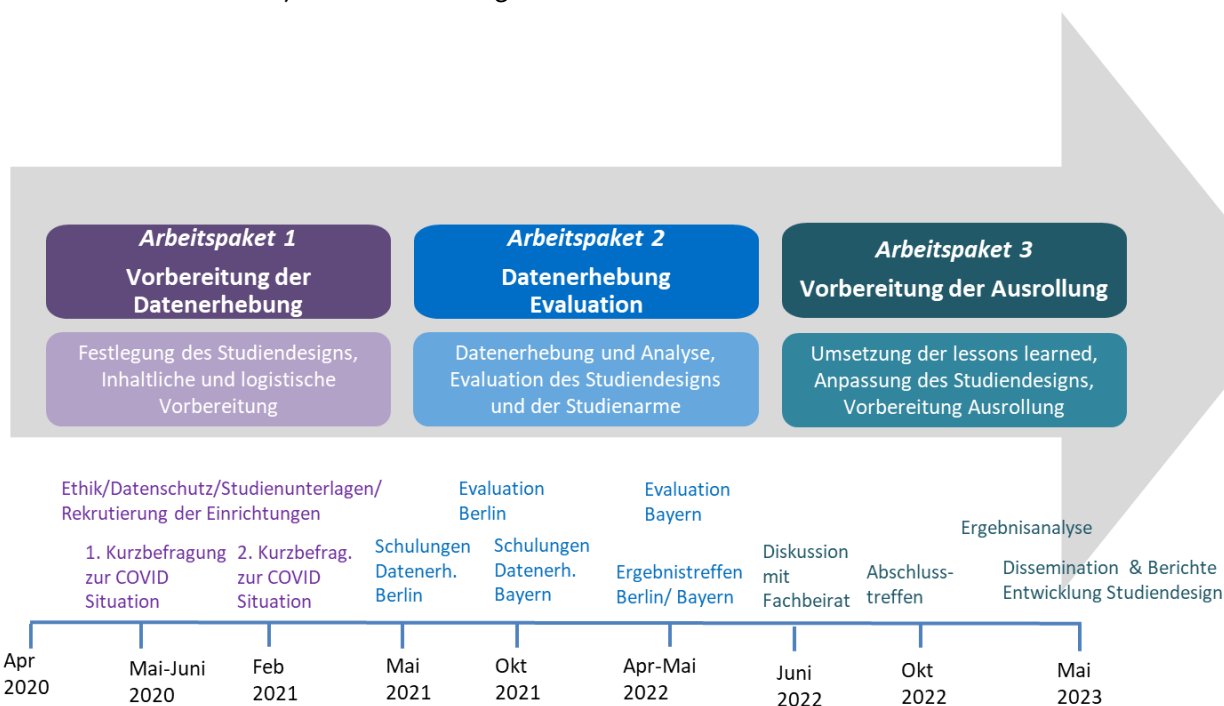 Arbeitspaket 1
Vorbereitung der
Datenerhebung
Festlegung des Studiendesigns,
Inhaltliche und logistische
Vorbereitung
Arbeitspaket 2
Datenerhebung
Evaluation
Datenerhebung und Analyse,
Evaluation des Studiendesigns
und der Studienarme
Arbeitspaket 3
Vorbereitung der Ausrollung
Umsetzung der lessons learned,
Anpassung des Studiendesigns,
Vorbereitung Ausrollung
Ethik/Datenschutz/Studienunterlagen/
Rekrutierung der Einrichtungen
1. Kurzbefragung
zur COVID
Situation
2. Kurzbefrag.
zur COVID
Situation
Schulungen
Datenerh.
Berlin
Evaluation
Berlin
Schulungen
Datenerh.
Bayern
Evaluation
Bayern
Ergebnistreffen
Berlin/ Bayern
Diskussion
mit
Fachbeirat
Abschluss-
treffen
Ergebnisanalyse
Dissemination & Berichte
Entwicklung Studiendesign
Apr
2020
Mai-Juni
2020
Feb
2021
Mai
2021
Okt
2021
Apr-Mai
2022
Juni
2022
Okt
2022
Mai
2023